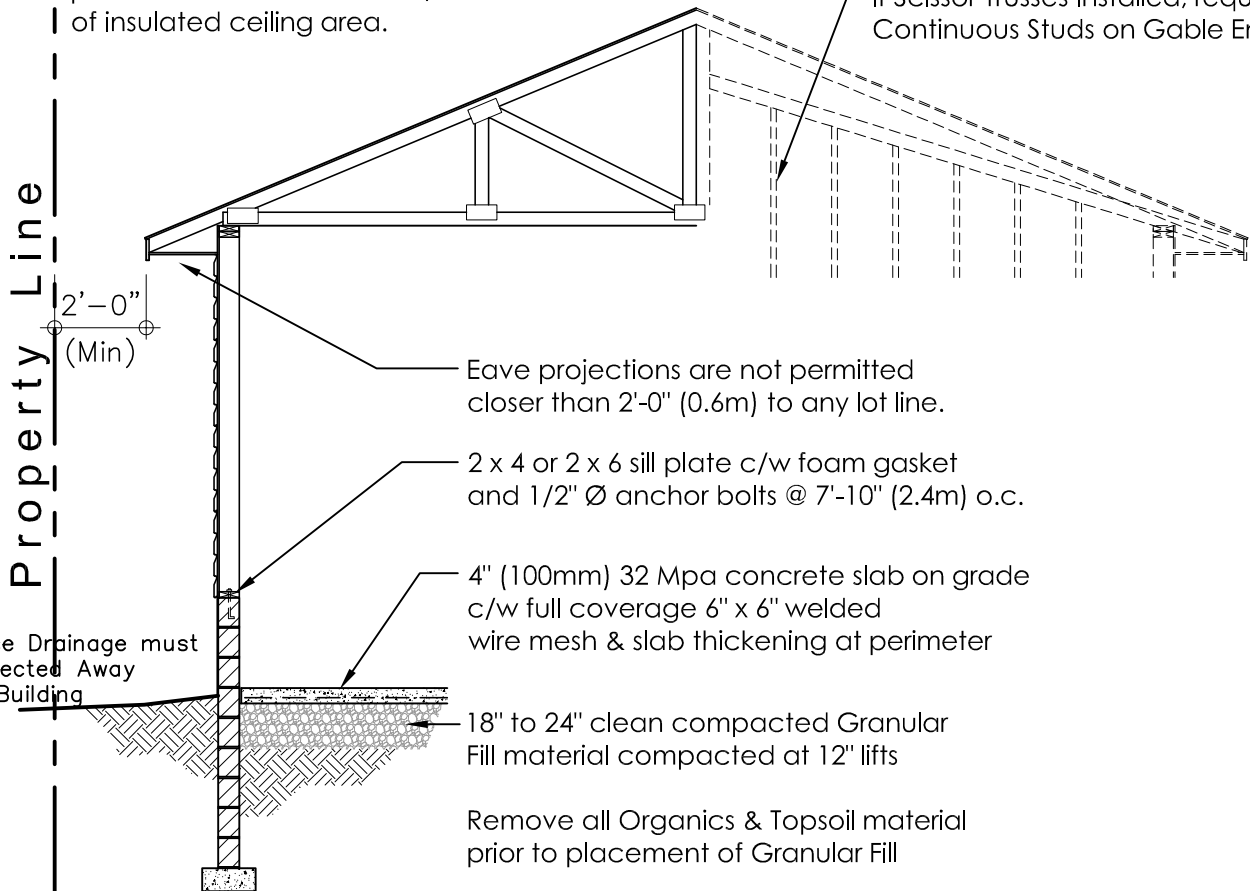 of insulated ceiling area.
Continuous Studs on Gable
Property Line
2'-0"
(Min)
Eave projections are not permitted
closer than 2'-0" (0.6m) to any lot line.
2 x 4 or 2 x 6 sill plate c/w foam gasket
and 1/2" Ø anchor bolts @ 7'-10" (2.4m) o.c.
4" (100mm) 32 Mpa concrete slab on grade
c/w full coverage 6" x 6" welded
wire mesh & slab thickening at perimeter
Drainage must
Away
Building
18" to 24" clean compacted Granular
Fill material compacted at 12" lifts
Remove all Organics & Topsoil material
prior to placement of Granular Fill